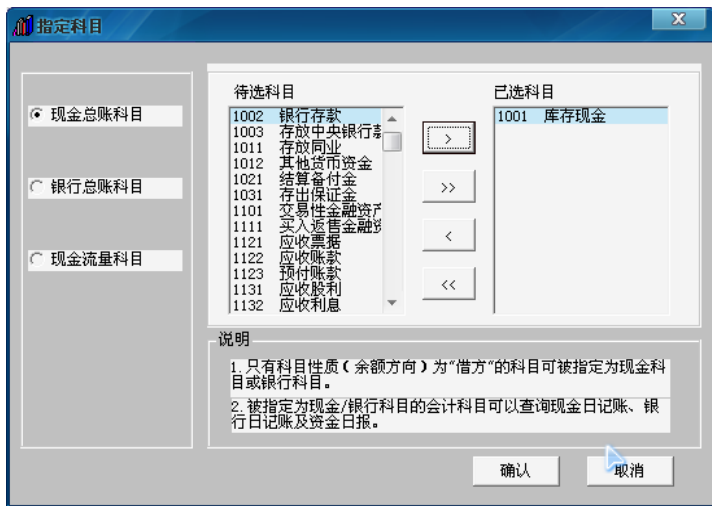 指定科目
现金总账科目
银行总账科目
现金流量科目
待选科目
1002 银行存款
1003 存放中央银行款
1011 存放同业
1012 其他货币资金
1021 结算备付金
1031 存出保证金
1101 交易性金融资产
1111 买入返售金融资
1121 应收票据
1122 应收账款
1123 预付账款
1131 应收股利
1132 应收利息
>
>>
<
<<
已选科目
1001 库存现金
说明
1.只有科目性质(余额方向)为“借方“的科目可被指定为现金科
目或银行科目。
2.被指定为现金/银行科目的会计科目可以查询现金日记账、银
行日记账及资金日报。
确认
取消